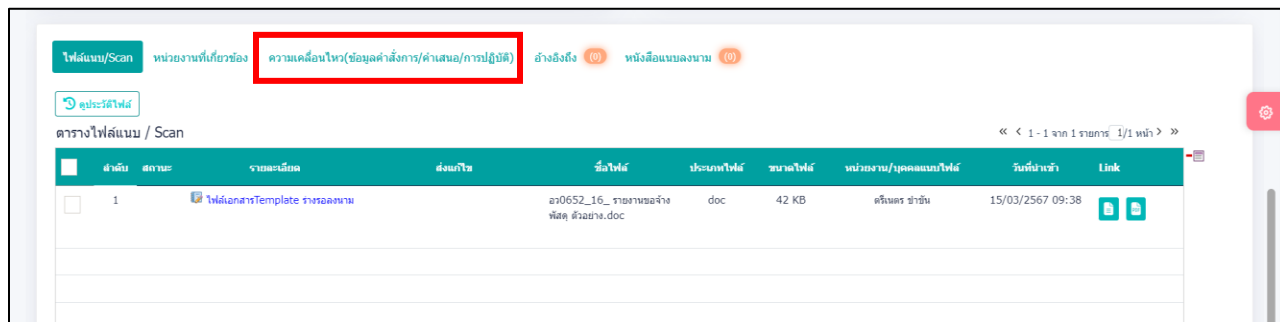 ไฟล์แนบ/Scan หน่วยงานที่เกี่ยวข้อง ความเคลื่อนไหว(ข้อมูลคำสั่งการ/คำเสนอ/การปฏิบัติ) อ้างอิงถึง (0) หนังสือแนบลงนาม (0)
ดูประวัติไฟล์
ตารางไฟล์แนบ / Scan « < 1 - 1 จาก 1 รายการ 1/1 หน้า > »
ลำดับ สถานะ รายละเอียด ส่งแก้ไข ชื่อไฟล์ ประเภทไฟล์ ขนาดไฟล์ หน่วยงาน/บุคคลแนบไฟล์ วันที่นำเข้า Link
1 ไฟล์เอกสารTemplate ร่างรอลงนาม อว0652_16_ รายงานขอจ้าง doc 42 KB ตรีเนตร ขำขัน 15/03/2567 09:38
พัสดุ ตัวอย่าง.doc